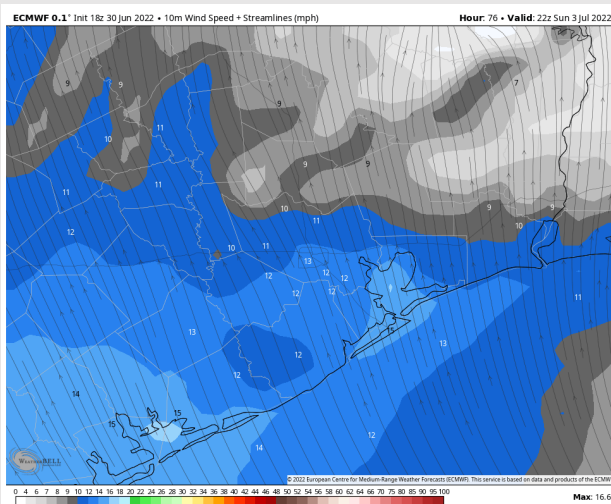 ECMWF 0.1° Init 18z 30 Jun 2022 • 10m Wind Speed + Streamlines (mph) Hour: 76 • Valid: 22z Sun 3 Jul 2022
9 9 7
9
11
10
9 9
11
11
10 9 9
11 10
12
10 11
13
12 12 12
12 12 11
13 15 13
12
12
14
15
15
12
14
WEATHERBELL
© 2022 European Centre for Medium-Range Weather Forecasts (ECMWF). This service is based on data and products of the ECMWF
0 4 6 7 8 9 10 12 14 16 18 20 22 24 26 28 30 32 34 36 38 40 42 44 46 48 50 52 54 56 58 60 62 64 66 68 70 75 80 85 90 95 100 Max: 16.6